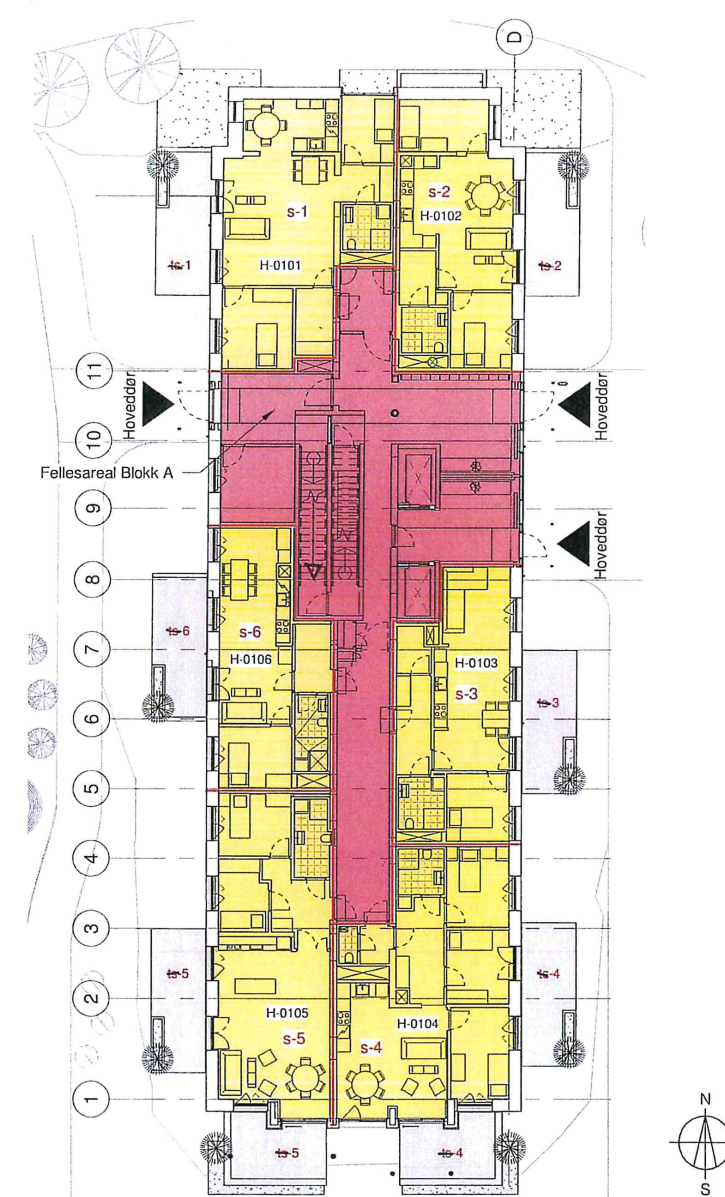 D
s-1
s-2
H-0102
H-0101
ts-1
ts-2
11
Hoveddør
Hoveddør
10
Fellesareal Blokk A
9
Hoveddør
8
ts-6
s-6
7
H-0106
H-0103
s-3
ts-3
6
5
4
3
ts-5
ts-4
2
H-0105
H-0104
s-5
s-4
1
ts-5
ts-4
N
S